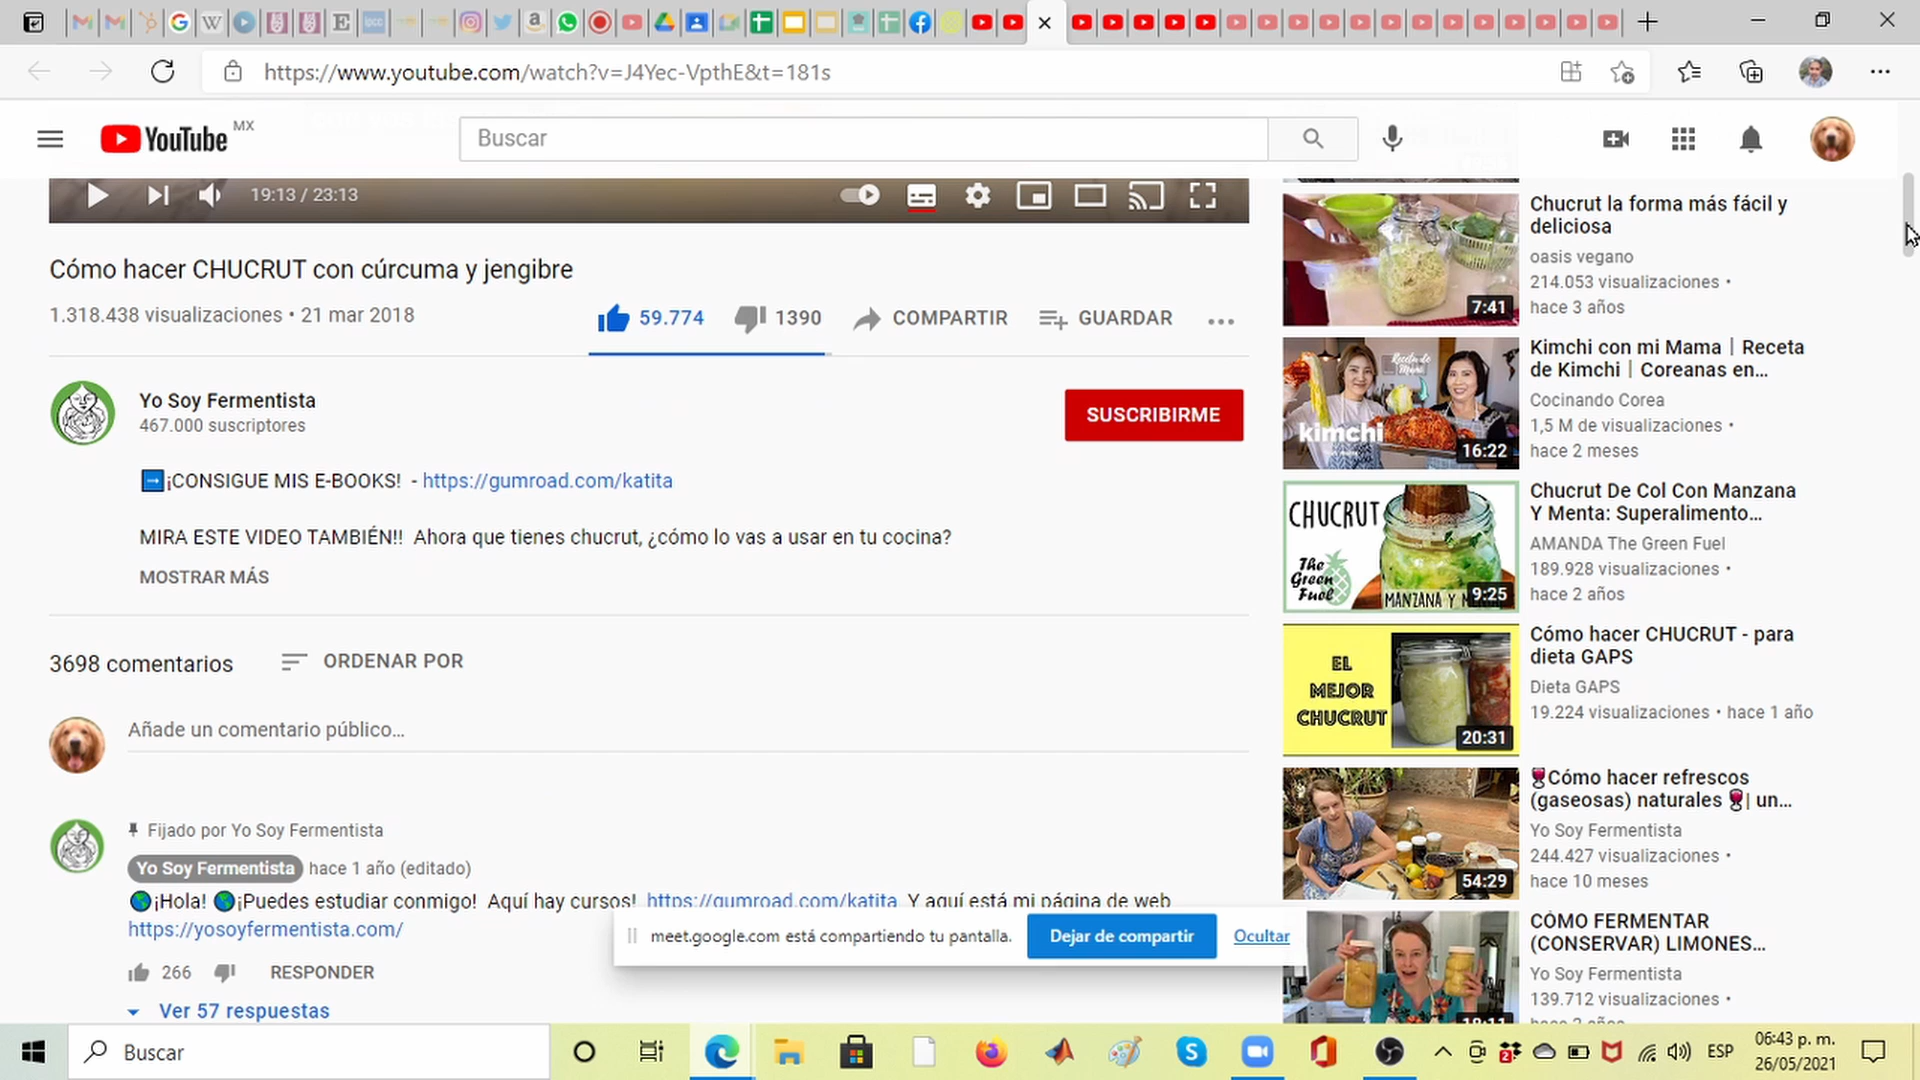 https://www.youtube.com/watch?v=J4Yec-VpthE&t=181s
YouTube MX
Buscar
19:13 / 23:13
Cómo hacer CHUCRUT con cúrcuma y jengibre
1.318.438 visualizaciones • 21 mar 2018
59.774
1390
COMPARTIR
GUARDAR
Yo Soy Fermentista
467.000 suscriptores
SUSCRIBIRME
¡CONSIGUE MIS E-BOOKS! - https://gumroad.com/katita
MIRA ESTE VIDEO TAMBIÉN!! Ahora que tienes chucrut, ¿cómo lo vas a usar en tu cocina?
MOSTRAR MÁS
3698 comentarios
ORDENAR POR
Añade un comentario público...
Fijado por Yo Soy Fermentista
Yo Soy Fermentista hace 1 año (editado)
¡Hola! ¡Puedes estudiar conmigo! Aquí hay cursos! https://gumroad.com/katita Y aquí está mi página de web
https://yosoyfermentista.com/
266
RESPONDER
Ver 57 respuestas
meet.google.com está compartiendo tu pantalla.
Dejar de compartir
Ocultar
7:41
Chucrut la forma más fácil y
deliciosa
oasis vegano
214.053 visualizaciones •
hace 3 años
Receta de Mamá
kimchi
16:22
Kimchi con mi Mama | Receta
de Kimchi | Coreanas en...
Cocinando Corea
1,5 M de visualizaciones •
hace 2 meses
CHUCRUT
The
Green
Fuel
MANZANA Y
9:25
Chucrut De Col Con Manzana
Y Menta: Superalimento...
AMANDA The Green Fuel
189.928 visualizaciones •
hace 2 años
EL
MEJOR
CHUCRUT
20:31
Cómo hacer CHUCRUT - para
dieta GAPS
Dieta GAPS
19.224 visualizaciones • hace 1 año
54:29
Cómo hacer refrescos
(gaseosas) naturales | un...
Yo Soy Fermentista
244.427 visualizaciones •
hace 10 meses
18:11
CÓMO FERMENTAR
(CONSERVAR) LIMONES...
Yo Soy Fermentista
139.712 visualizaciones •
hace 2 años
Buscar
ESP
06:43 p. m.
26/05/2021